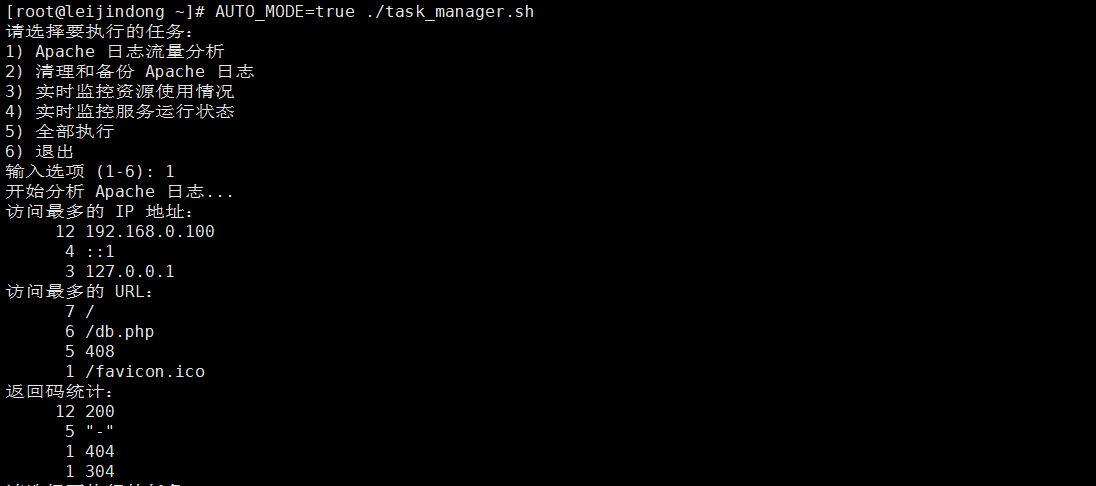 [root@leijindong ~]# AUTO_MODE=true ./task_manager.sh
请选择要执行的任务：
1) Apache 日志流量分析
2) 清理和备份 Apache 日志
3) 实时监控资源使用情况
4) 实时监控服务运行状态
5) 全部执行
6) 退出
输入选项 (1-6): 1
开始分析 Apache 日志...
访问最多的 IP 地址：
12 192.168.0.100
4 ::1
3 127.0.0.1
访问最多的 URL：
7 /
6 /db.php
5 408
1 /favicon.ico
返回码统计：
12 200
5 "-"
1 404
1 304